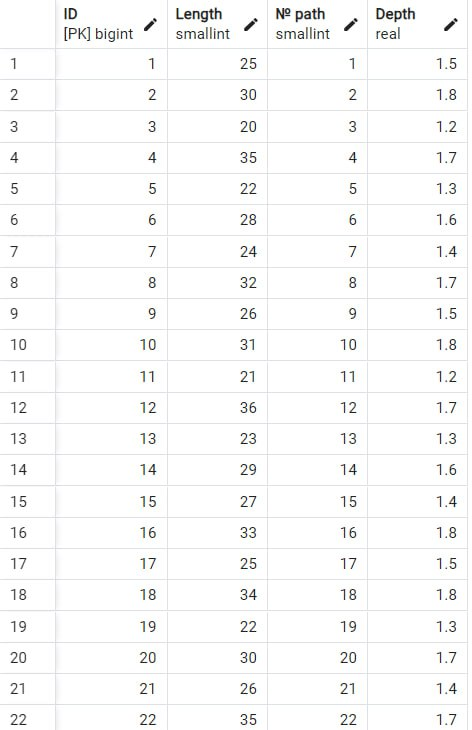 ID Length № path Depth
[PK] bigint smallint smallint real
1 1 25 1 1.5
2 2 30 2 1.8
3 3 20 3 1.2
4 4 35 4 1.7
5 5 22 5 1.3
6 6 28 6 1.6
7 7 24 7 1.4
8 8 32 8 1.7
9 9 26 9 1.5
10 10 31 10 1.8
11 11 21 11 1.2
12 12 36 12 1.7
13 13 23 13 1.3
14 14 29 14 1.6
15 15 27 15 1.4
16 16 33 16 1.8
17 17 25 17 1.5
18 18 34 18 1.8
19 19 22 19 1.3
20 20 30 20 1.7
21 21 26 21 1.4
22 22 35 22 1.7